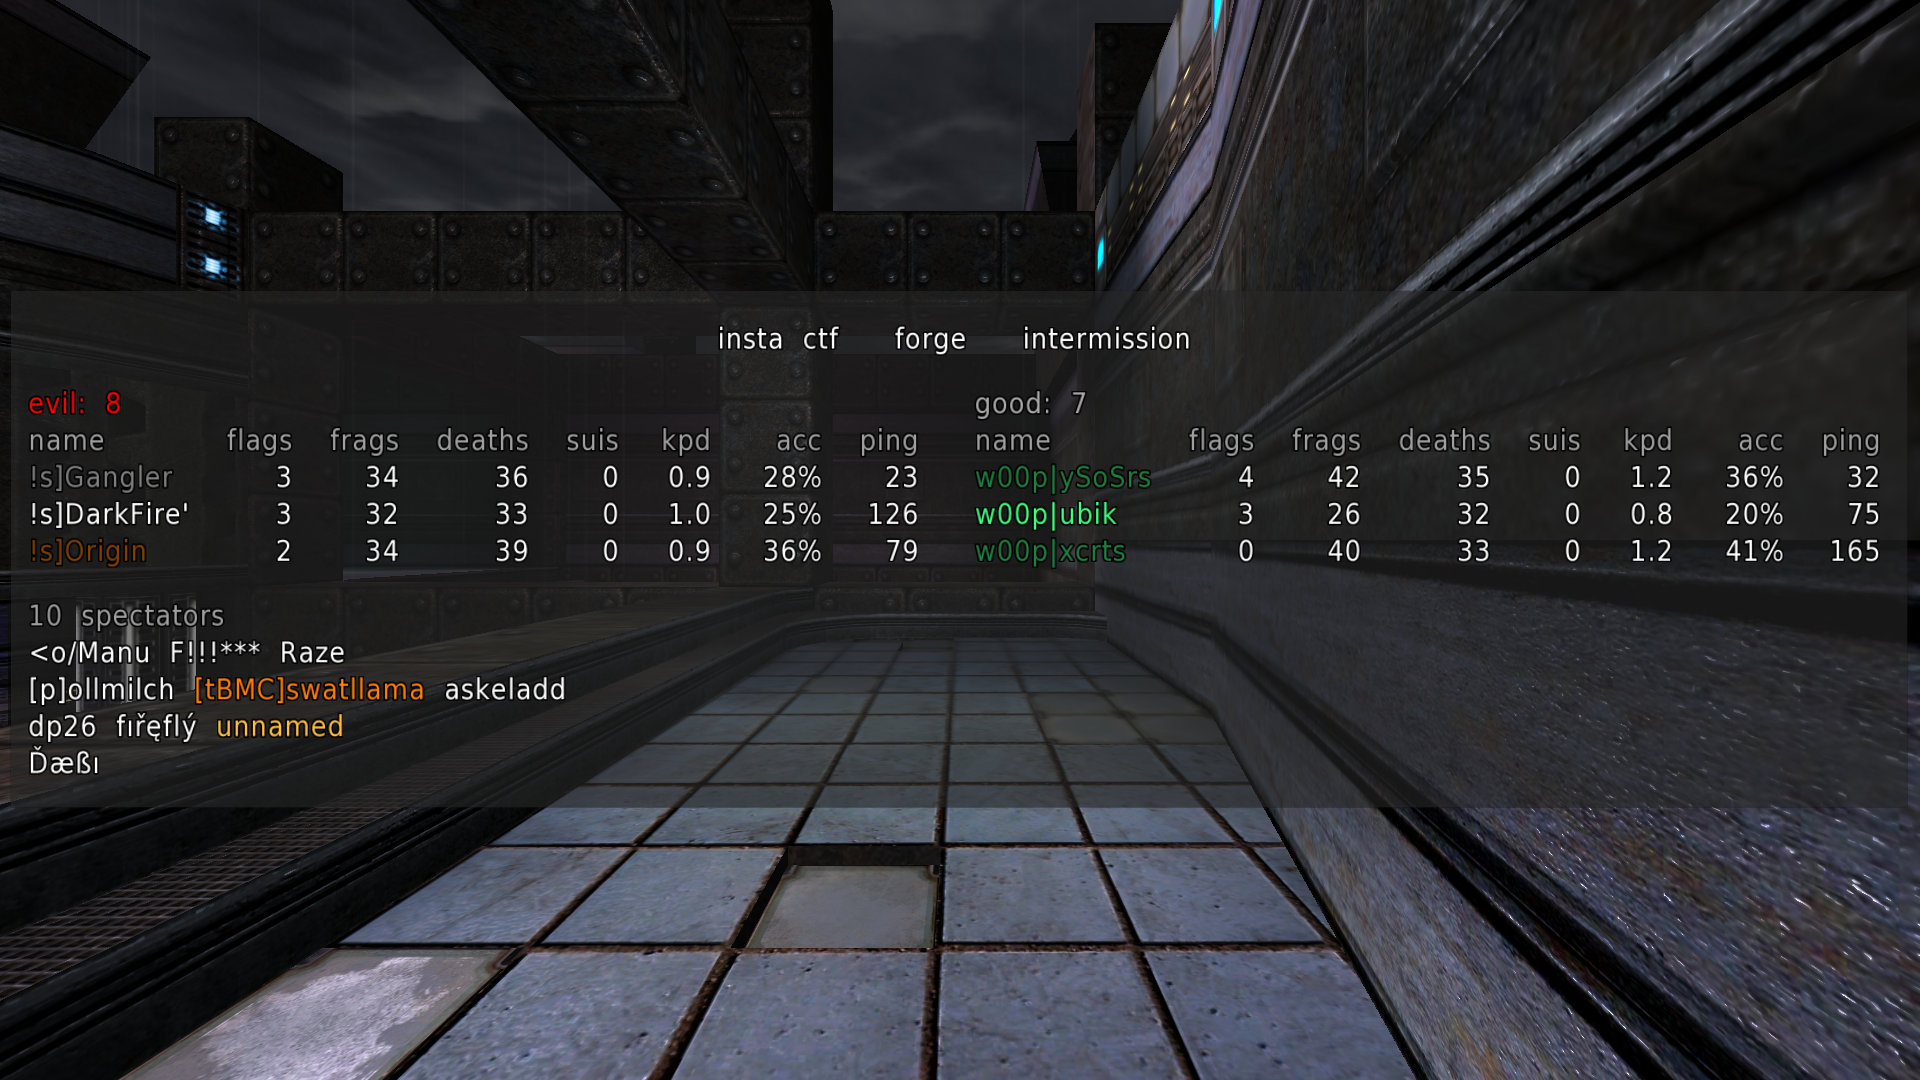 insta ctf forge intermission
evil: 8
name flags frags deaths suis kpd acc ping
!s]Gangler 3 34 36 0 0.9 28% 23
!s]DarkFire' 3 32 33 0 1.0 25% 126
!s]Origin 2 34 39 0 0.9 36% 79
good: 7
name flags frags deaths suis kpd acc ping
w00p|ySoSrs 4 42 35 0 1.2 36% 32
w00p|ubik 3 26 32 0 0.8 20% 75
w00p|xcrts 0 40 33 0 1.2 41% 165
10 spectators
<o/Manu F!!!*** Raze
[p]ollmilch [tBMC]swatllama askeladd
dp26 fıřęflý unnamed
Ďæßı